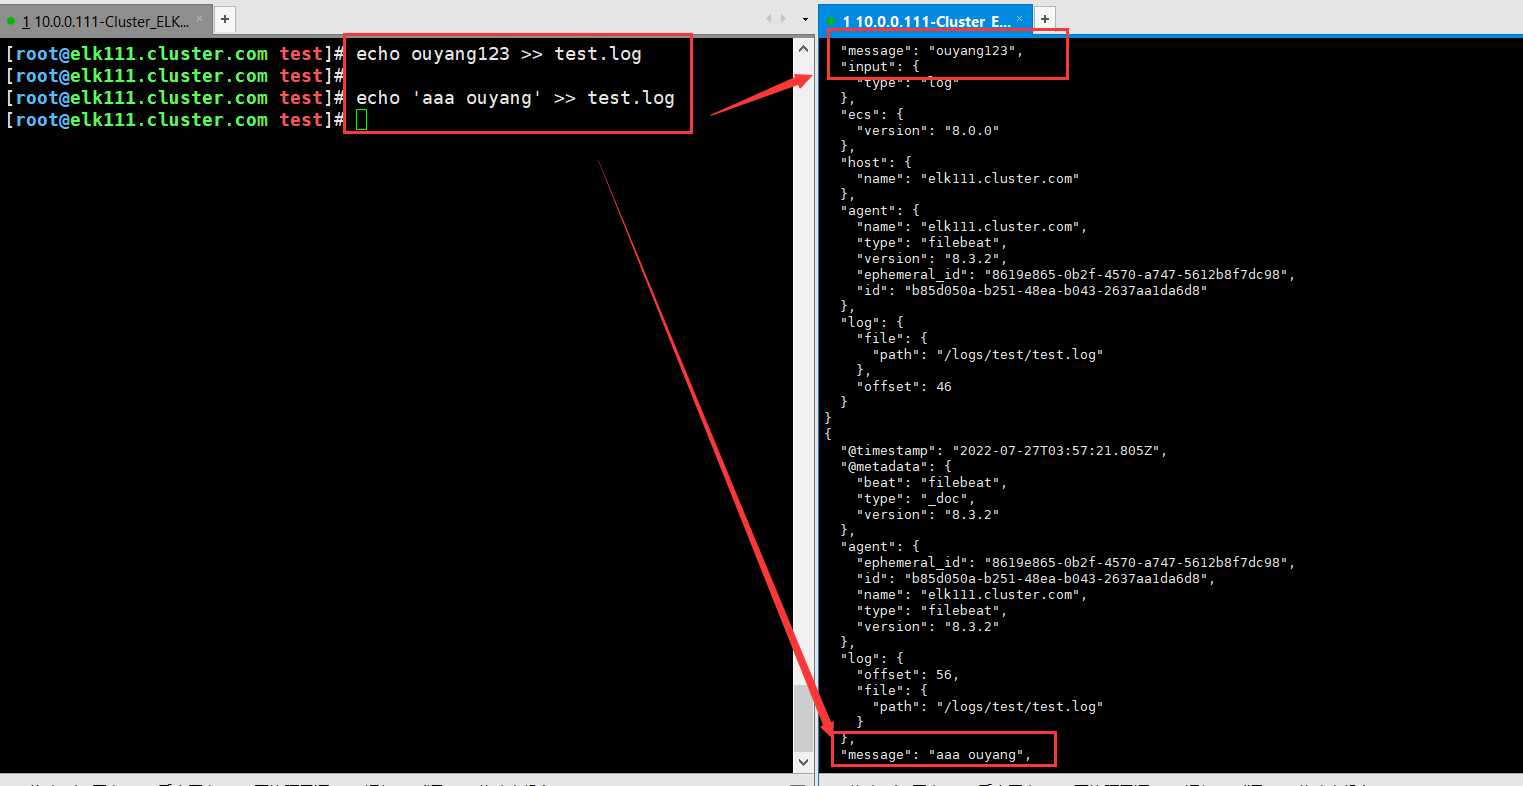 1 10.0.0.111-Cluster_ELK... × +
[root@elk111.cluster.com test]# echo ouyang123 >> test.log
[root@elk111.cluster.com test]#
[root@elk111.cluster.com test]# echo 'aaa ouyang' >> test.log
[root@elk111.cluster.com test]#
1 10.0.0.111-Cluster_E... × +
"message": "ouyang123",
"input": {
"type": "log"
},
"ecs": {
"version": "8.0.0"
},
"host": {
"name": "elk111.cluster.com"
},
"agent": {
"name": "elk111.cluster.com",
"type": "filebeat",
"version": "8.3.2",
"ephemeral_id": "8619e865-0b2f-4570-a747-5612b8f7dc98",
"id": "b85d050a-b251-48ea-b043-2637aa1da6d8"
},
"log": {
"file": {
"path": "/logs/test/test.log"
},
"offset": 46
}
}
{
"@timestamp": "2022-07-27T03:57:21.805Z",
"@metadata": {
"beat": "filebeat",
"type": "_doc",
"version": "8.3.2"
},
"agent": {
"ephemeral_id": "8619e865-0b2f-4570-a747-5612b8f7dc98",
"id": "b85d050a-b251-48ea-b043-2637aa1da6d8",
"name": "elk111.cluster.com",
"type": "filebeat",
"version": "8.3.2"
},
"log": {
"offset": 56,
"file": {
"path": "/logs/test/test.log"
}
},
"message": "aaa ouyang",